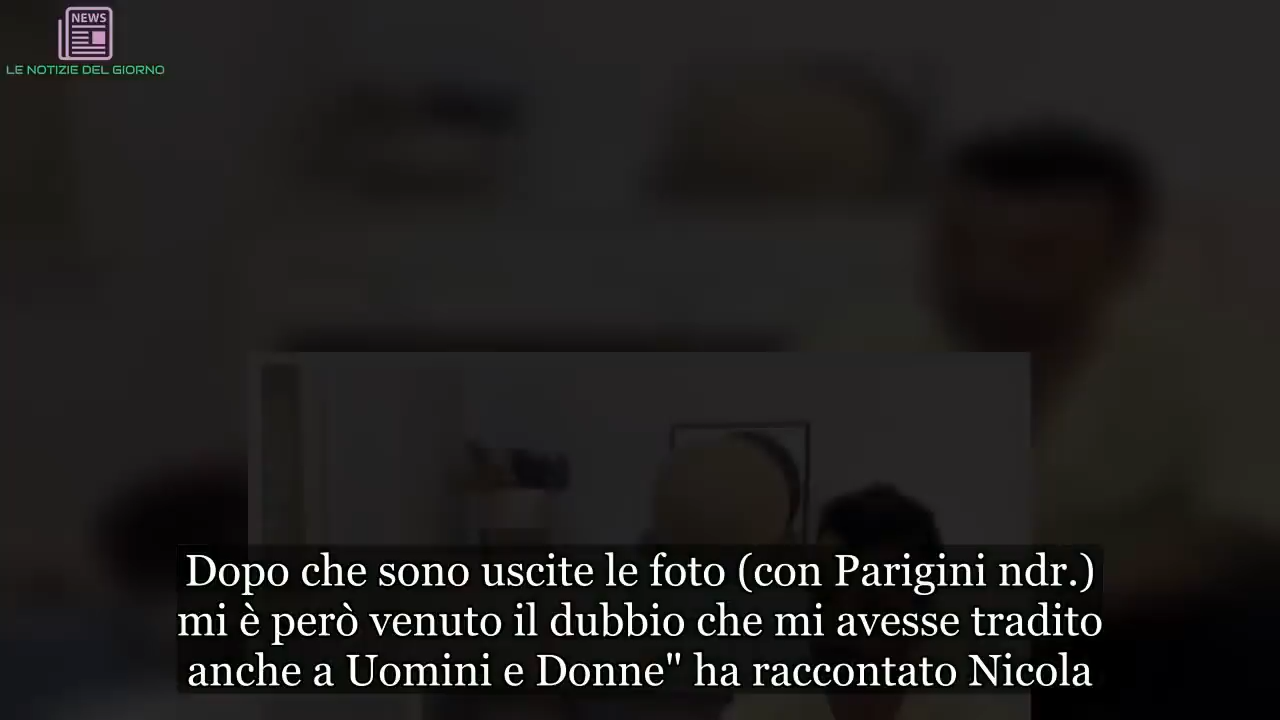 NEWS
LE NOTIZIE DEL GIORNO
Dopo che sono uscite le foto (con Parigini ndr.)
mi è però venuto il dubbio che mi avesse tradito
anche a Uomini e Donne" ha raccontato Nicola